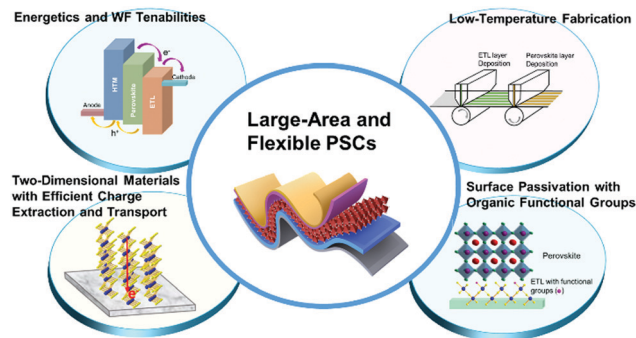 Energetics and WF Tenabilities
e⁻
Cathode
HTM
Perovskite
ETL
Anode
h⁺
Low-Temperature Fabrication
ETL layer
Deposition
Perovskite layer
Deposition
Large-Area and
Flexible PSCs
Two-Dimensional Materials
with Efficient Charge
Extraction and Transport
e⁻
Surface Passivation with
Organic Functional Groups
Perovskite
ETL with functional
groups (●)